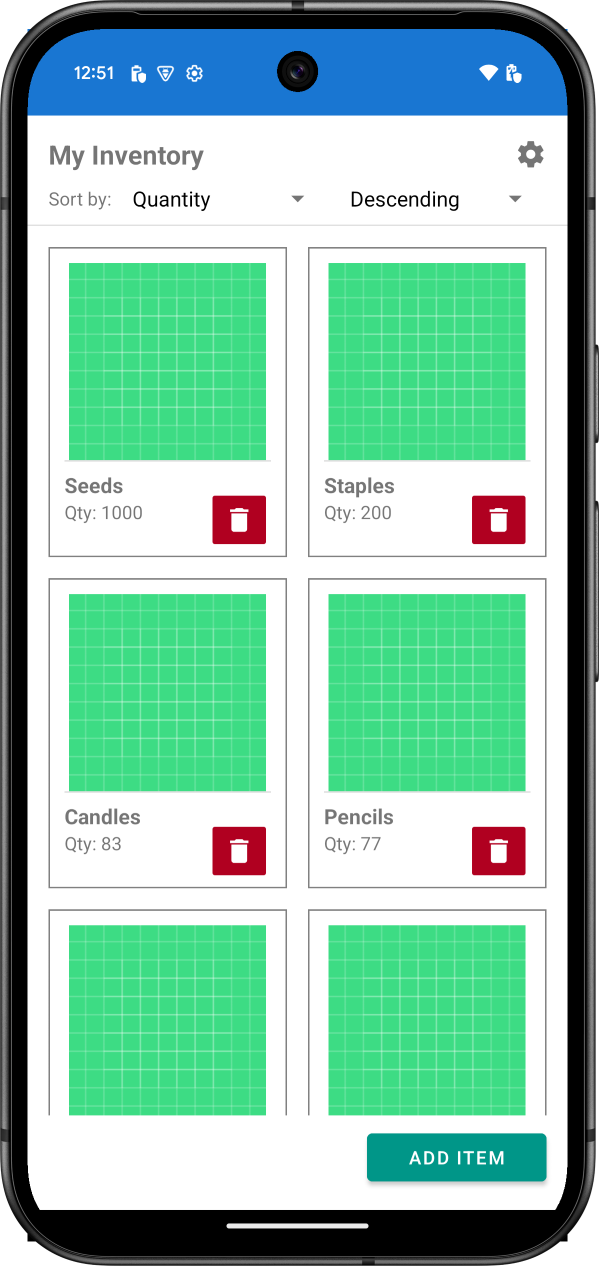 12:51
My Inventory
Sort by: Quantity Descending
Seeds
Qty: 1000
Staples
Qty: 200
Candles
Qty: 83
Pencils
Qty: 77
ADD ITEM